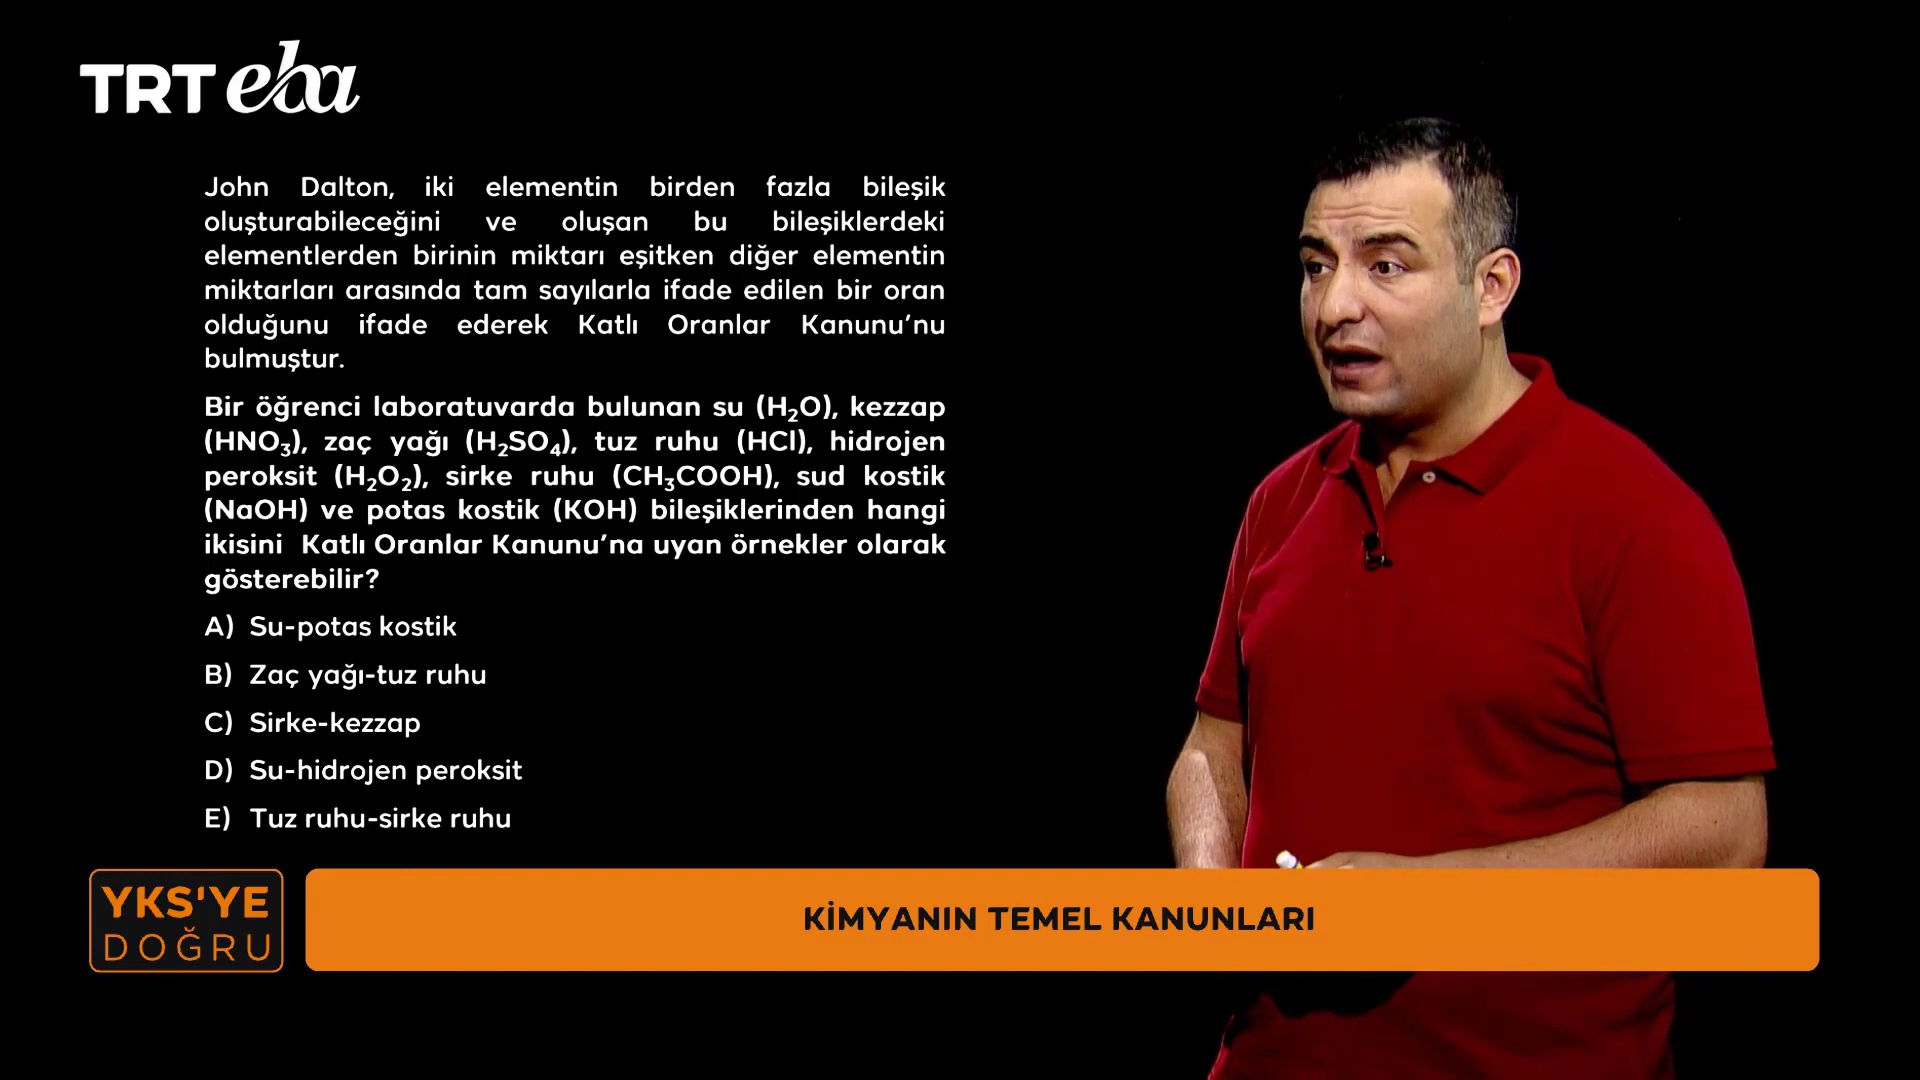 TRT eba
John Dalton, iki elementin birden fazla bileşik
oluşturabileceğini ve oluşan bu bileşiklerdeki
elementlerden birinin miktarı eşitken diğer elementin
miktarları arasında tam sayılarla ifade edilen bir oran
olduğunu ifade ederek Katlı Oranlar Kanunu’nu
bulmuştur.
Bir öğrenci laboratuvarda bulunan su (H₂O), kezzap
(HNO₃), zaç yağı (H₂SO₄), tuz ruhu (HCl), hidrojen
peroksit (H₂O₂), sirke ruhu (CH₃COOH), sud kostik
(NaOH) ve potas kostik (KOH) bileşiklerinden hangi
ikisini Katlı Oranlar Kanunu’na uyan örnekler olarak
gösterebilir?
A) Su-potas kostik
B) Zaç yağı-tuz ruhu
C) Sirke-kezzap
D) Su-hidrojen peroksit
E) Tuz ruhu-sirke ruhu
YKS'YE
DOĞRU
KİMYANIN TEMEL KANUNLARI